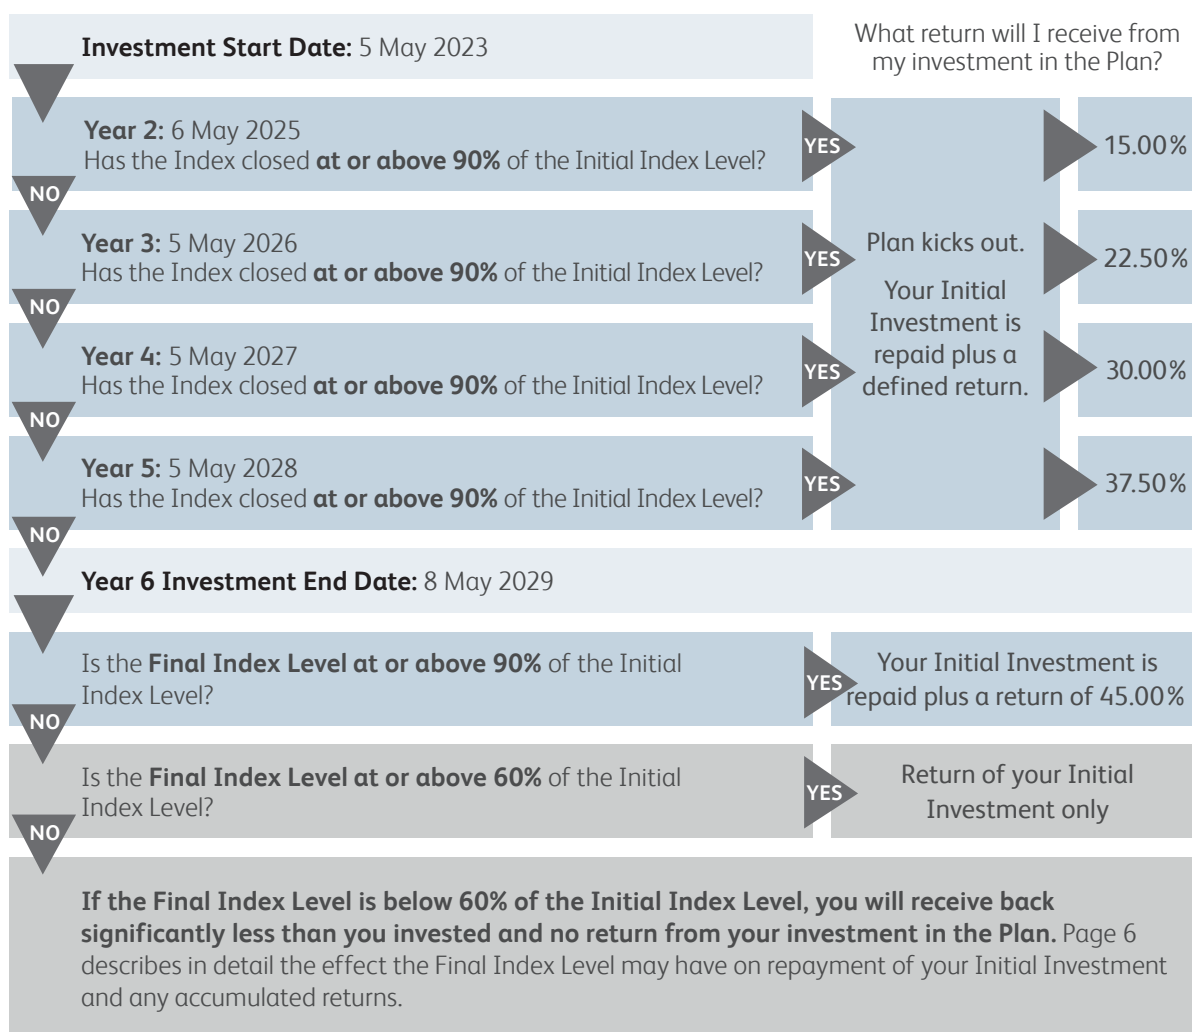 Investment Start Date: 5 May 2023
What return will I receive from
my investment in the Plan?
Year 2: 6 May 2025
Has the Index closed at or above 90% of the Initial Index Level?
YES
15.00%
NO
Year 3: 5 May 2026
Has the Index closed at or above 90% of the Initial Index Level?
YES
22.50%
NO
Year 4: 5 May 2027
Has the Index closed at or above 90% of the Initial Index Level?
YES
30.00%
NO
Year 5: 5 May 2028
Has the Index closed at or above 90% of the Initial Index Level?
YES
37.50%
NO
Plan kicks out.
Your Initial
Investment is
repaid plus a
defined return.
Year 6 Investment End Date: 8 May 2029
Is the Final Index Level at or above 90% of the Initial
Index Level?
YES
Your Initial Investment is
repaid plus a return of 45.00%
NO
Is the Final Index Level at or above 60% of the Initial
Index Level?
YES
Return of your Initial
Investment only
NO
If the Final Index Level is below 60% of the Initial Index Level, you will receive back
significantly less than you invested and no return from your investment in the Plan. Page 6
describes in detail the effect the Final Index Level may have on repayment of your Initial Investment
and any accumulated returns.